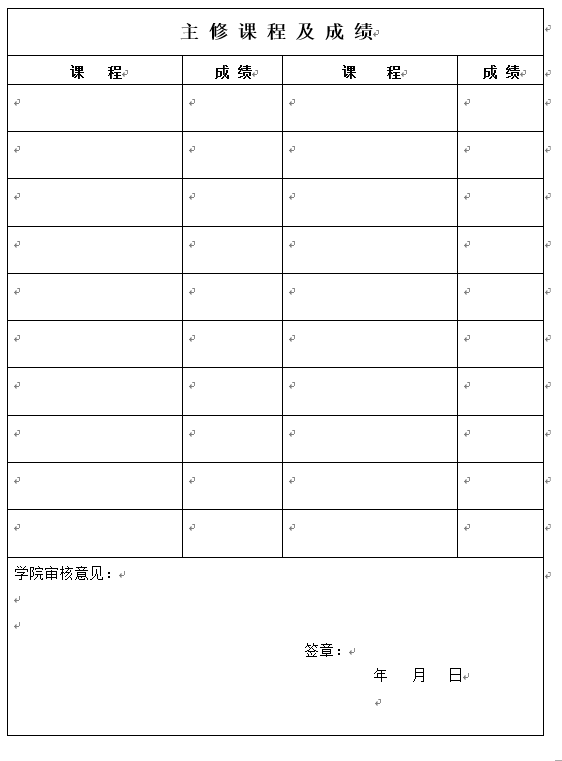 主 修 课 程 及 成 绩
课 程 成 绩 课 程 成 绩
学院审核意见：
签章：
年 月 日